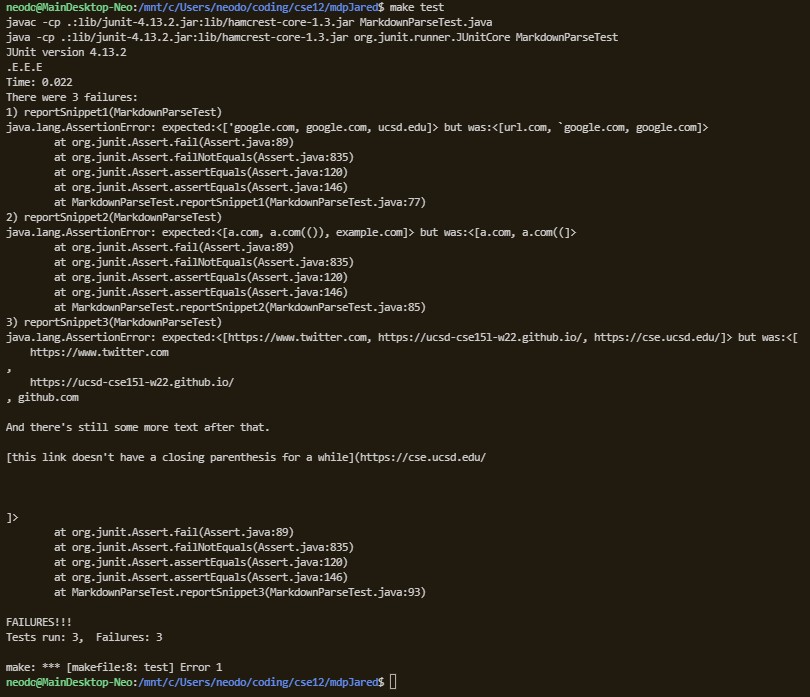 neodo@MainDesktop-Neo:/mnt/c/Users/neodo/coding/cse12/mdpJared$ make test
javac -cp .:lib/junit-4.13.2.jar:lib/hamcrest-core-1.3.jar MarkdownParseTest.java
java -cp .:lib/junit-4.13.2.jar:lib/hamcrest-core-1.3.jar org.junit.runner.JUnitCore MarkdownParseTest
JUnit version 4.13.2
.E.E.E
Time: 0.022
There were 3 failures:
1) reportSnippet1(MarkdownParseTest)
java.lang.AssertionError: expected:<['google.com, google.com, ucsd.edu]> but was:<[url.com, `google.com, google.com]>
        at org.junit.Assert.fail(Assert.java:89)
        at org.junit.Assert.failNotEquals(Assert.java:835)
        at org.junit.Assert.assertEquals(Assert.java:120)
        at org.junit.Assert.assertEquals(Assert.java:146)
        at MarkdownParseTest.reportSnippet1(MarkdownParseTest.java:77)
2) reportSnippet2(MarkdownParseTest)
java.lang.AssertionError: expected:<[a.com, a.com(()), example.com]> but was:<[a.com, a.com((]>
        at org.junit.Assert.fail(Assert.java:89)
        at org.junit.Assert.failNotEquals(Assert.java:835)
        at org.junit.Assert.assertEquals(Assert.java:120)
        at org.junit.Assert.assertEquals(Assert.java:146)
        at MarkdownParseTest.reportSnippet2(MarkdownParseTest.java:85)
3) reportSnippet3(MarkdownParseTest)
java.lang.AssertionError: expected:<[https://www.twitter.com, https://ucsd-cse15l-w22.github.io/, https://cse.ucsd.edu/]> but was:<[
    https://www.twitter.com
,
    https://ucsd-cse15l-w22.github.io/
, github.com

And there's still some more text after that.

[this link doesn't have a closing parenthesis for a while](https://cse.ucsd.edu/



]>
        at org.junit.Assert.fail(Assert.java:89)
        at org.junit.Assert.failNotEquals(Assert.java:835)
        at org.junit.Assert.assertEquals(Assert.java:120)
        at org.junit.Assert.assertEquals(Assert.java:146)
        at MarkdownParseTest.reportSnippet3(MarkdownParseTest.java:93)

FAILURES!!!
Tests run: 3,  Failures: 3

make: *** [makefile:8: test] Error 1
neodo@MainDesktop-Neo:/mnt/c/Users/neodo/coding/cse12/mdpJared$